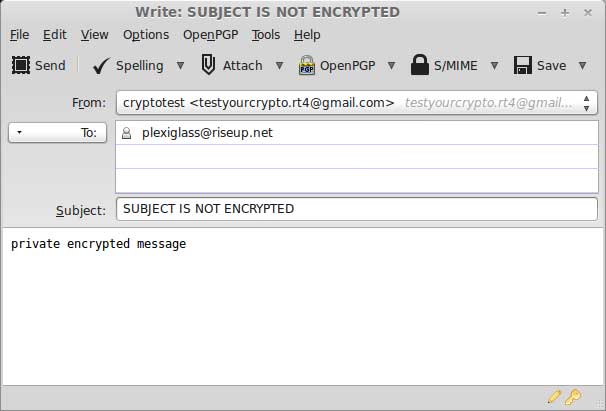 Write: SUBJECT IS NOT ENCRYPTED
File Edit View Options OpenPGP Tools Help
Send Spelling Attach PGP OpenPGP S/MIME Save
From: cryptotest <testyourcrypto.rt4@gmail.com> testyourcrypto.rt4@gmail...
To: plexiglass@riseup.net
Subject: SUBJECT IS NOT ENCRYPTED
private encrypted message